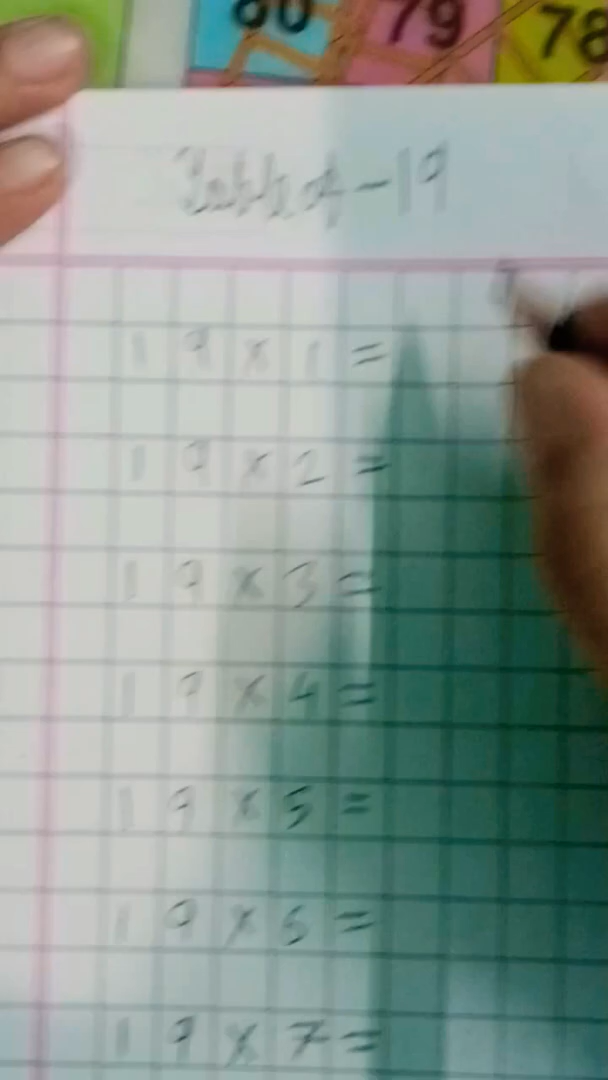 80 79 78
Table of - 19
19 x 1 =
19 x 2 =
19 x 3 =
19 x 4 =
19 x 5 =
19 x 6 =
19 x 7 =